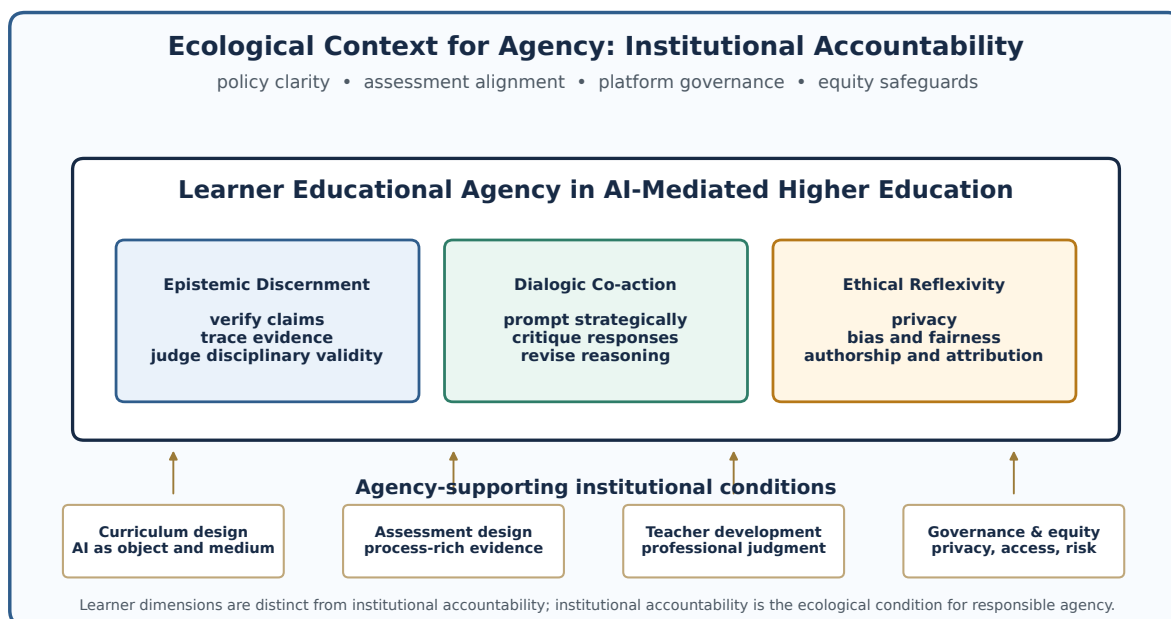 Ecological Context for Agency: Institutional Accountability
policy clarity • assessment alignment • platform governance • equity safeguards
Learner Educational Agency in AI-Mediated Higher Education
Epistemic Discernment
verify claims
trace evidence
judge disciplinary validity
Dialogic Co-action
prompt strategically
critique responses
revise reasoning
Ethical Reflexivity
privacy
bias and fairness
authorship and attribution
Agency-supporting institutional conditions
Curriculum design
AI as object and medium
Assessment design
process-rich evidence
Teacher development
professional judgment
Governance & equity
privacy, access, risk
Learner dimensions are distinct from institutional accountability; institutional accountability is the ecological condition for responsible agency.